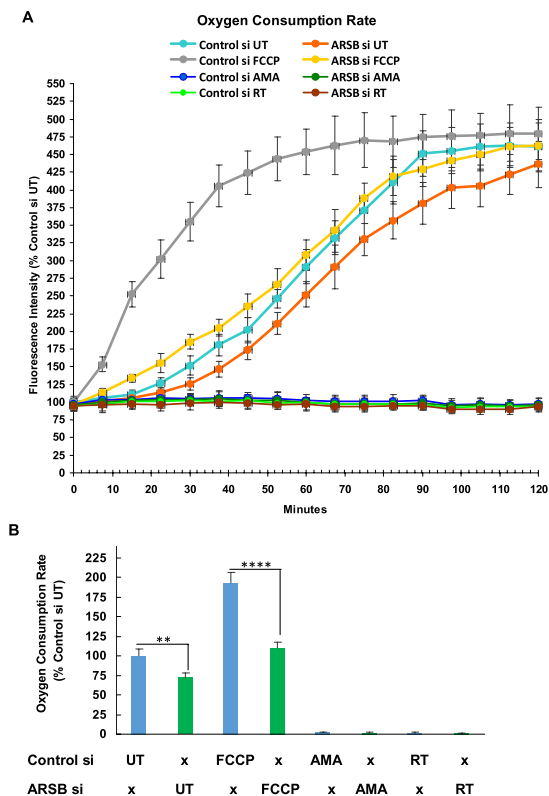 A
Oxygen Consumption Rate
Control si UT
ARSB si UT
Control si FCCP
ARSB si FCCP
Control si AMA
ARSB si AMA
Control si RT
ARSB si RT
Fluorescence Intensity (% Control si UT)
550
525
500
475
450
425
400
375
350
325
300
275
250
225
200
175
150
125
100
75
50
25
0
0 10 20 30 40 50 60 70 80 90 100 110 120
Minutes
B
Oxygen Consumption Rate
(% Control si UT)
225
200
175
150
125
100
75
50
25
0
**
****
Control si UT x FCCP x AMA x RT x
ARSB si x UT x FCCP x AMA x RT